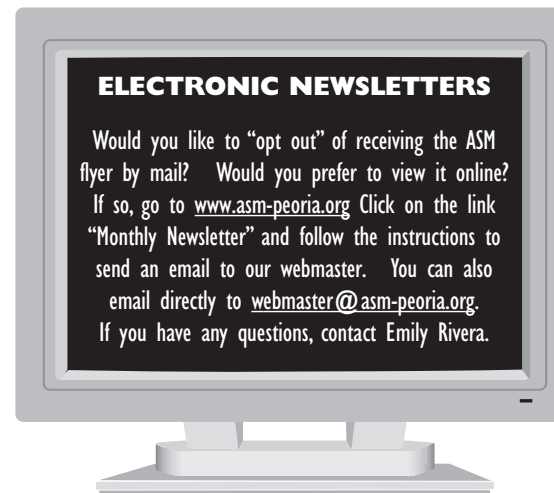 ELECTRONIC NEWSLETTERS
Would you like to “opt out” of receiving the ASM
flyer by mail? Would you prefer to view it online?
If so, go to www.asm-peoria.org Click on the link
“Monthly Newsletter” and follow the instructions to
send an email to our webmaster. You can also
email directly to webmaster@asm-peoria.org.
If you have any questions, contact Emily Rivera.